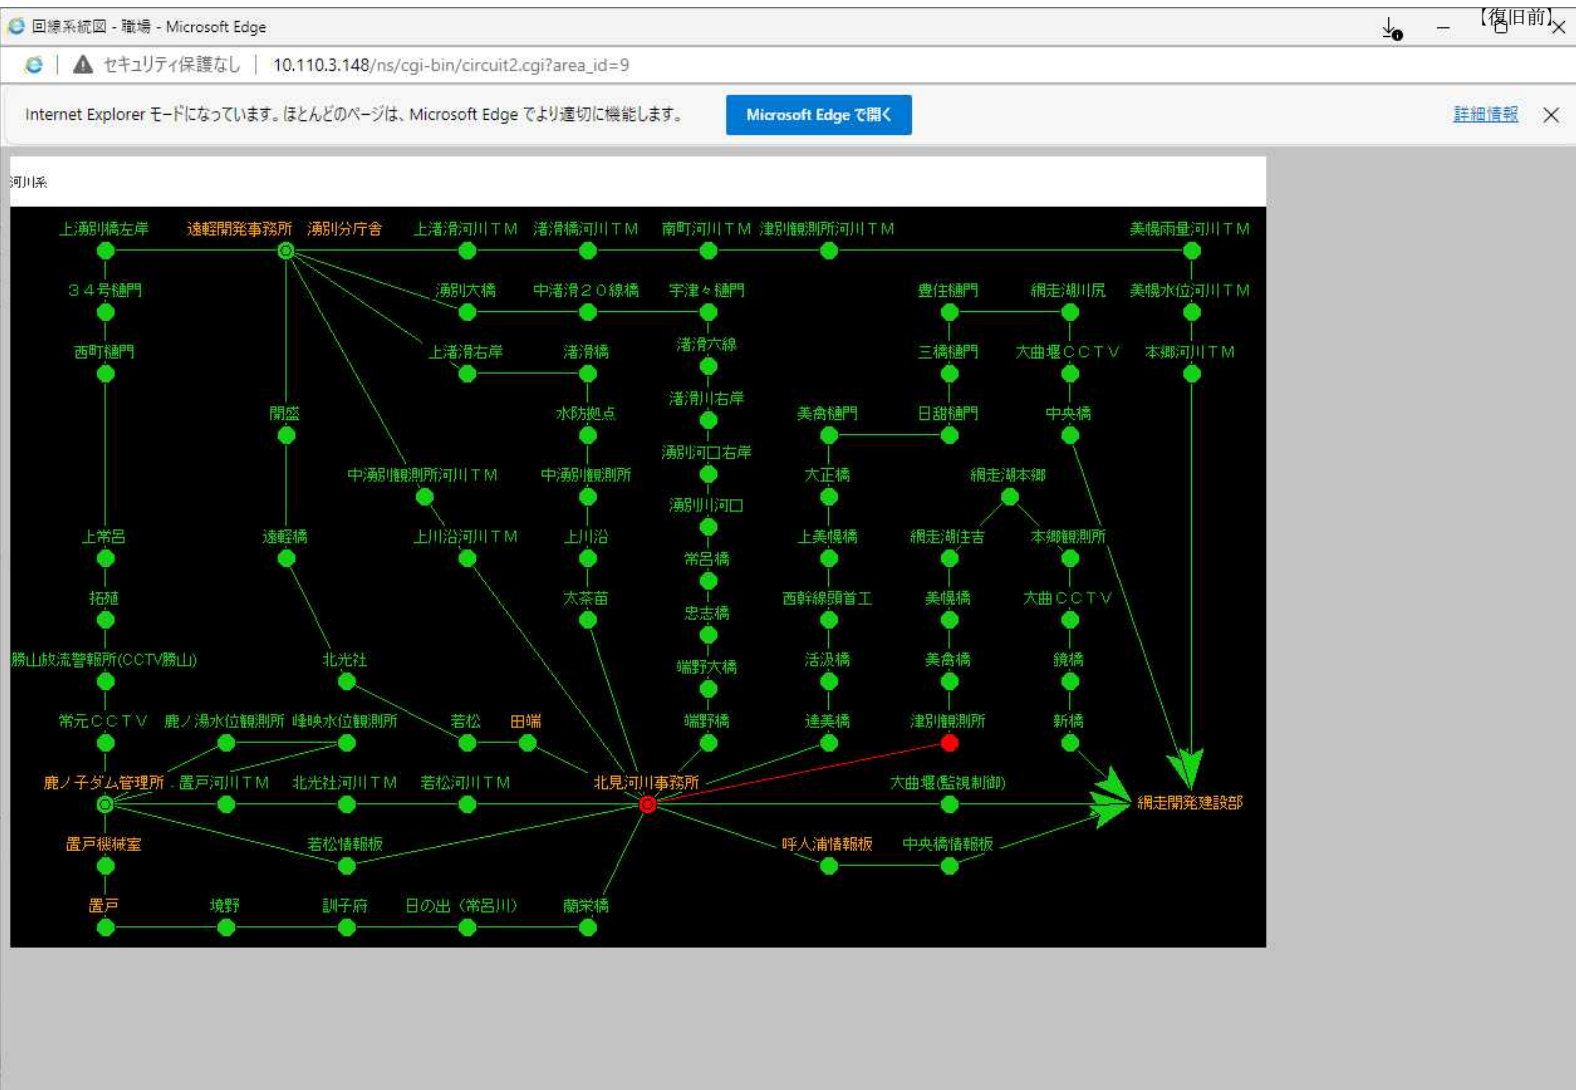 回線系統図 - 職場 - Microsoft Edge
【復旧前】
セキュリティ保護なし | 10.110.3.148/ns/cgi-bin/circuit2.cgi?area_id=9
Internet Explorer モードになっています。ほとんどのページは、Microsoft Edge でより適切に機能します。 Microsoft Edge で開く 詳細情報
河川系
上湧別橋左岸 遠軽開発事務所 湧別分庁舎 上渚滑河川TM 渚滑橋河川TM 南町河川TM 津別観測所河川TM 美幌雨量河川TM
34号樋門 湧別大橋 中渚滑20線橋 宇津々樋門 豊住樋門 網走湖川尻 美幌水位河川TM
西町樋門 上渚滑右岸 渚滑橋 渚滑六線 三橋樋門 大曲堰CCTV 本郷河川TM
渚滑川右岸
開盛 水防拠点 美禽樋門 日甜樋門 中央橋
湧別河口右岸
中湧別観測所河川TM 中湧別観測所 大正橋 網走湖本郷
湧別川河口
上常呂 遠軽橋 上川沿河川TM 上川沿 上美幌橋 網走湖住吉 本郷観測所
常呂橋
拓殖 太茶苗 西幹線頭首工 美幌橋 大曲CCTV
忠志橋
勝山放流警報所(CCTV勝山) 北光社 端野大橋 活汲橋 美禽橋 鏡橋
常元CCTV 鹿ノ湯水位観測所 峰映水位観測所 若松 田端 端野橋 達美橋 津別観測所 新橋
鹿ノ子ダム管理所 置戸河川TM 北光社河川TM 若松河川TM 北見河川事務所 大曲堰(監視制御)
網走開発建設部
置戸機械室 若松情報板 呼人浦情報板 中央橋情報板
置戸 境野 訓子府 日の出(常呂川) 蘭栄橋